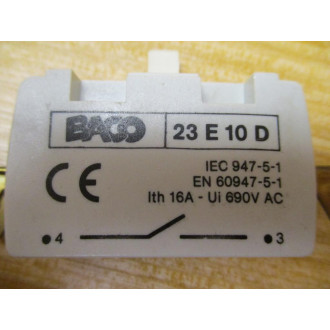 BACO 23 E 10 D
IEC 947-5-1
EN 60947-5-1
CE Ith 16A - Ui 690V AC
4 3